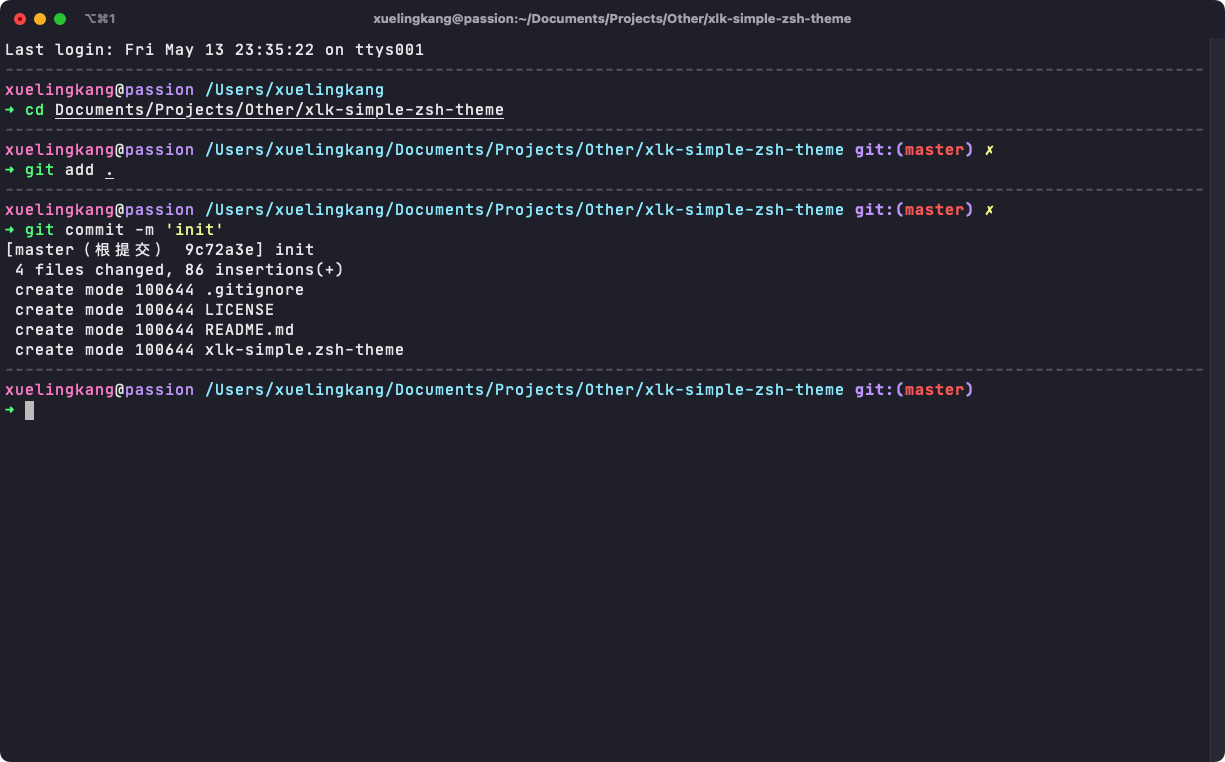 ⌥⌘1
xuelingkang@passion:~/Documents/Projects/Other/xlk-simple-zsh-theme
Last login: Fri May 13 23:35:22 on ttys001
------------------------------------------------------------------------------------------------------------------------
xuelingkang@passion /Users/xuelingkang
➜ cd Documents/Projects/Other/xlk-simple-zsh-theme
------------------------------------------------------------------------------------------------------------------------
xuelingkang@passion /Users/xuelingkang/Documents/Projects/Other/xlk-simple-zsh-theme git:(master) ✗
➜ git add .
------------------------------------------------------------------------------------------------------------------------
xuelingkang@passion /Users/xuelingkang/Documents/Projects/Other/xlk-simple-zsh-theme git:(master) ✗
➜ git commit -m 'init'
[master（根提交） 9c72a3e] init
 4 files changed, 86 insertions(+)
 create mode 100644 .gitignore
 create mode 100644 LICENSE
 create mode 100644 README.md
 create mode 100644 xlk-simple.zsh-theme
------------------------------------------------------------------------------------------------------------------------
xuelingkang@passion /Users/xuelingkang/Documents/Projects/Other/xlk-simple-zsh-theme git:(master)
➜